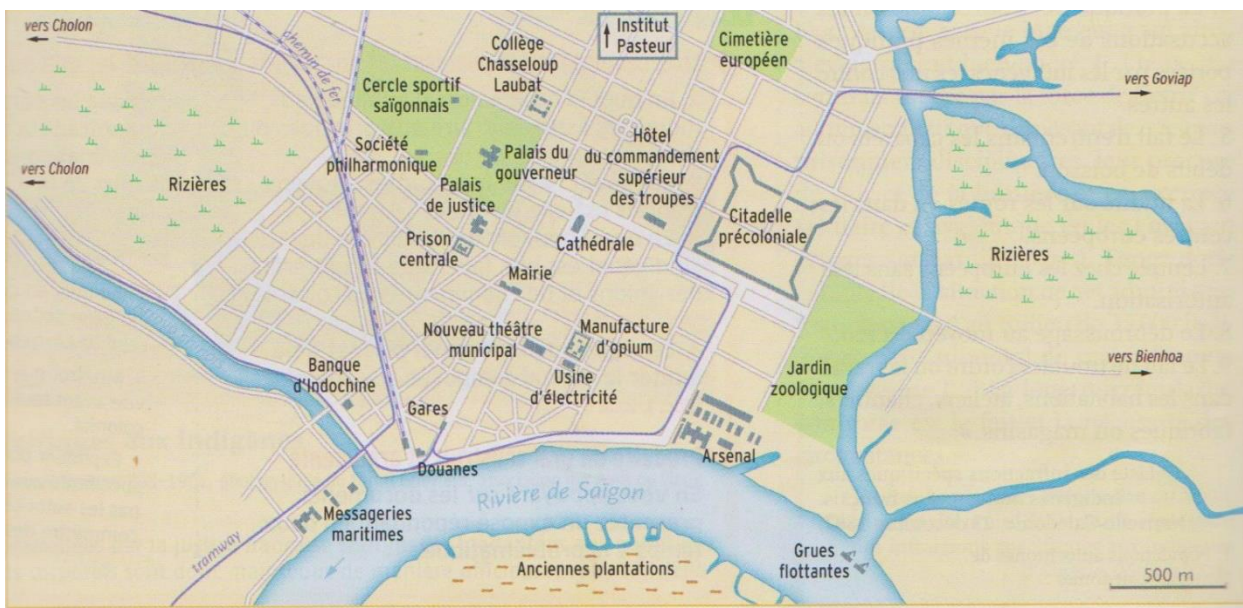 vers Cholon
chemin de fer
Collège
Chasseloup
Laubat
Institut
Pasteur
Cimetière
européen
vers Goviap
Cercle sportif
saïgonnais
Hôtel
du commandement
supérieur
des troupes
Société
philharmonique
Palais du
gouverneur
vers Cholon
Rizières
Palais
de justice
Citadelle
précoloniale
Prison
centrale
Cathédrale
Rizières
Mairie
Nouveau théâtre
municipal
Manufacture
d'opium
Banque
d'Indochine
Usine
d'électricité
Jardin
zoologique
vers Bienhoa
Gares
Douanes
Arsenal
Rivière de Saïgon
Messageries
maritimes
tramway
Anciennes plantations
Grues
flottantes
500 m